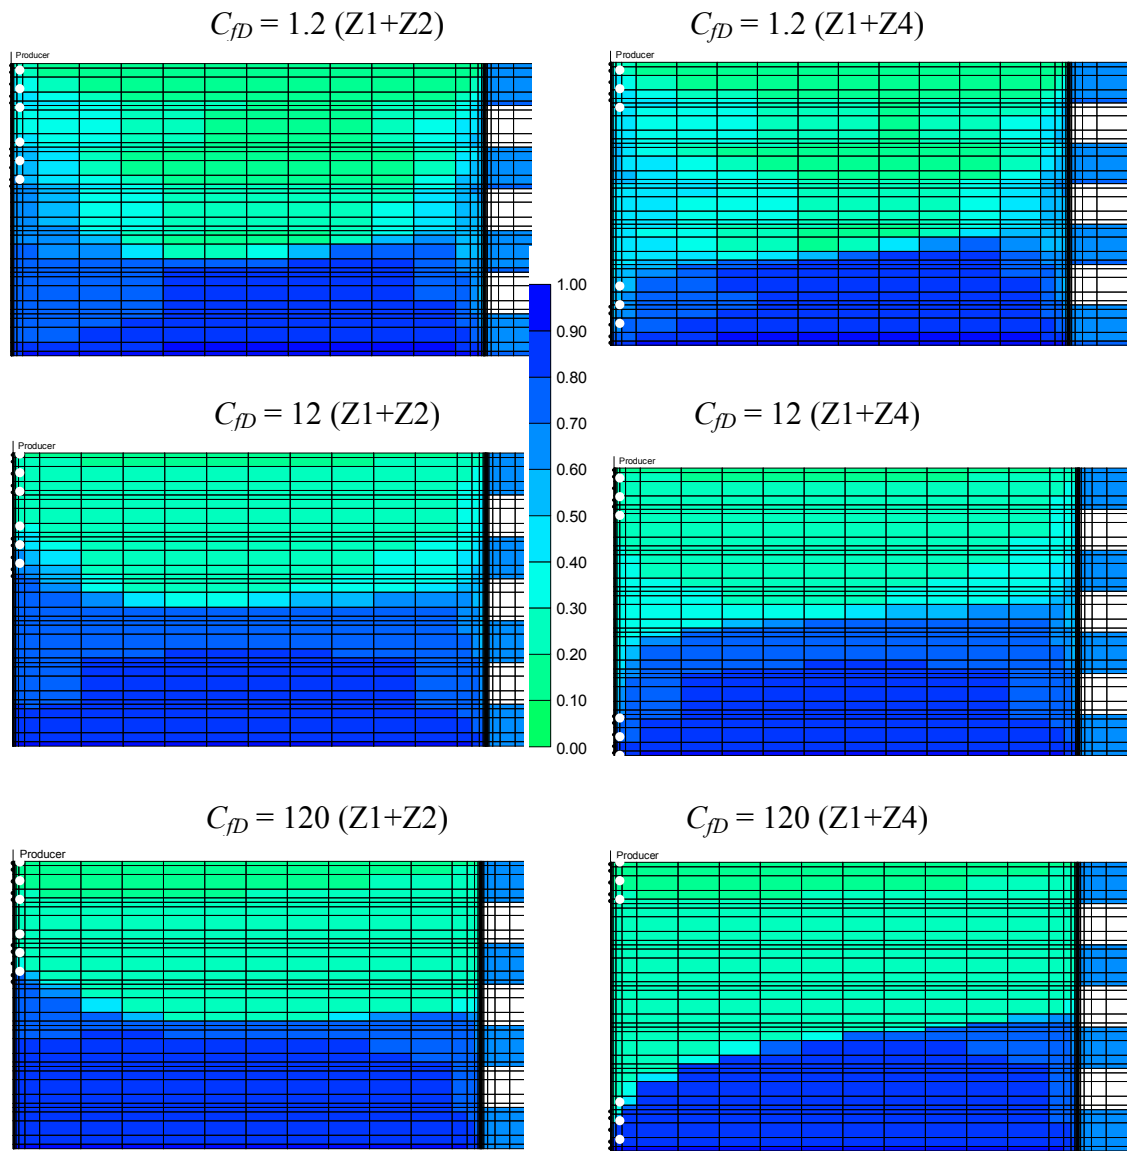 C_fD = 1.2 (Z1+Z2)
C_fD = 1.2 (Z1+Z4)
Producer
Producer
1.00
0.90
0.80
0.70
0.60
0.50
0.40
0.30
0.20
0.10
0.00
C_fD = 12 (Z1+Z2)
C_fD = 12 (Z1+Z4)
Producer
Producer
C_fD = 120 (Z1+Z2)
C_fD = 120 (Z1+Z4)
Producer
Producer